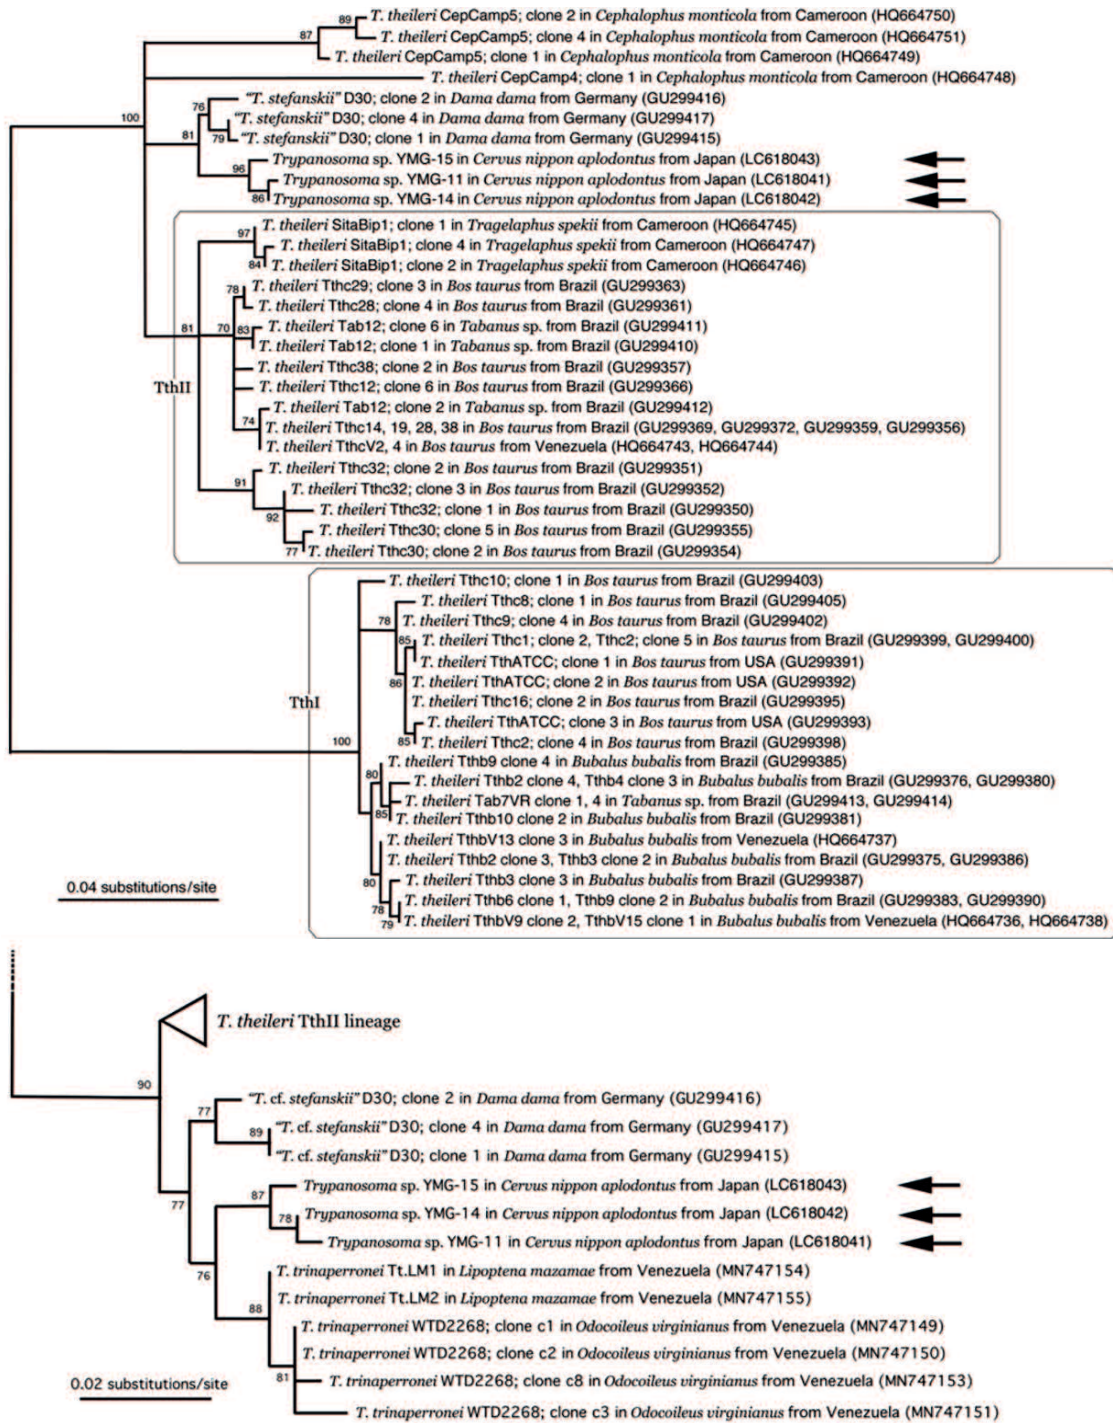 89 T. theileri CepCamp5; clone 2 in Cephalophus monticola from Cameroon (HQ664750)
87 T. theileri CepCamp5; clone 4 in Cephalophus monticola from Cameroon (HQ664751)
T. theileri CepCamp5; clone 1 in Cephalophus monticola from Cameroon (HQ664749)
T. theileri CepCamp4; clone 1 in Cephalophus monticola from Cameroon (HQ664748)
76 "T. stefanskii" D30; clone 2 in Dama dama from Germany (GU299416)
100 "T. stefanskii" D30; clone 4 in Dama dama from Germany (GU299417)
81 79 "T. stefanskii" D30; clone 1 in Dama dama from Germany (GU299415)
96 Trypanosoma sp. YMG-15 in Cervus nippon aplodontus from Japan (LC618043)
Trypanosoma sp. YMG-11 in Cervus nippon aplodontus from Japan (LC618041)
86 Trypanosoma sp. YMG-14 in Cervus nippon aplodontus from Japan (LC618042)
97 T. theileri SitaBip1; clone 1 in Tragelaphus spekii from Cameroon (HQ664745)
T. theileri SitaBip1; clone 4 in Tragelaphus spekii from Cameroon (HQ664747)
84 T. theileri SitaBip1; clone 2 in Tragelaphus spekii from Cameroon (HQ664746)
78 T. theileri Tthc29; clone 3 in Bos taurus from Brazil (GU299363)
T. theileri Tthc28; clone 4 in Bos taurus from Brazil (GU299361)
81 70 83 T. theileri Tab12; clone 6 in Tabanus sp. from Brazil (GU299411)
T. theileri Tab12; clone 1 in Tabanus sp. from Brazil (GU299410)
T. theileri Tthc38; clone 2 in Bos taurus from Brazil (GU299357)
TthII T. theileri Tthc12; clone 6 in Bos taurus from Brazil (GU299366)
T. theileri Tab12; clone 2 in Tabanus sp. from Brazil (GU299412)
74 T. theileri Tthc14, 19, 28, 38 in Bos taurus from Brazil (GU299369, GU299372, GU299359, GU299356)
T. theileri TthcV2, 4 in Bos taurus from Venezuela (HQ664743, HQ664744)
91 T. theileri Tthc32; clone 2 in Bos taurus from Brazil (GU299351)
T. theileri Tthc32; clone 3 in Bos taurus from Brazil (GU299352)
92 T. theileri Tthc32; clone 1 in Bos taurus from Brazil (GU299350)
T. theileri Tthc30; clone 5 in Bos taurus from Brazil (GU299355)
77 T. theileri Tthc30; clone 2 in Bos taurus from Brazil (GU299354)
T. theileri Tthc10; clone 1 in Bos taurus from Brazil (GU299403)
T. theileri Tthc8; clone 1 in Bos taurus from Brazil (GU299405)
78 T. theileri Tthc9; clone 4 in Bos taurus from Brazil (GU299402)
85 T. theileri Tthc1; clone 2, Tthc2; clone 5 in Bos taurus from Brazil (GU299399, GU299400)
T. theileri TthATCC; clone 1 in Bos taurus from USA (GU299391)
86 T. theileri TthATCC; clone 2 in Bos taurus from USA (GU299392)
TthI T. theileri Tthc16; clone 2 in Bos taurus from Brazil (GU299395)
T. theileri TthATCC; clone 3 in Bos taurus from USA (GU299393)
100 85 T. theileri Tthc2; clone 4 in Bos taurus from Brazil (GU299398)
T. theileri Tthb9 clone 4 in Bubalus bubalis from Brazil (GU299385)
80 T. theileri Tthb2 clone 4, Tthb4 clone 3 in Bubalus bubalis from Brazil (GU299376, GU299380)
T. theileri Tab7VR clone 1, 4 in Tabanus sp. from Brazil (GU299413, GU299414)
85 T. theileri Tthb10 clone 2 in Bubalus bubalis from Brazil (GU299381)
T. theileri TthbV13 clone 3 in Bubalus bubalis from Venezuela (HQ664737)
T. theileri Tthb2 clone 3, Tthb3 clone 2 in Bubalus bubalis from Brazil (GU299375, GU299386)
0.04 substitutions/site 80 T. theileri Tthb3 clone 3 in Bubalus bubalis from Brazil (GU299387)
78 T. theileri Tthb6 clone 1, Tthb9 clone 2 in Bubalus bubalis from Brazil (GU299383, GU299390)
79 T. theileri TthbV9 clone 2, TthbV15 clone 1 in Bubalus bubalis from Venezuela (HQ664736, HQ664738)
T. theileri TthII lineage
90
77 "T. cf. stefanskii" D30; clone 2 in Dama dama from Germany (GU299416)
89 "T. cf. stefanskii" D30; clone 4 in Dama dama from Germany (GU299417)
"T. cf. stefanskii" D30; clone 1 in Dama dama from Germany (GU299415)
87 Trypanosoma sp. YMG-15 in Cervus nippon aplodontus from Japan (LC618043)
77 78 Trypanosoma sp. YMG-14 in Cervus nippon aplodontus from Japan (LC618042)
Trypanosoma sp. YMG-11 in Cervus nippon aplodontus from Japan (LC618041)
76 T. trinaperronei Tt.LM1 in Lipoptena mazamae from Venezuela (MN747154)
88 T. trinaperronei Tt.LM2 in Lipoptena mazamae from Venezuela (MN747155)
T. trinaperronei WTD2268; clone c1 in Odocoileus virginianus from Venezuela (MN747149)
T. trinaperronei WTD2268; clone c2 in Odocoileus virginianus from Venezuela (MN747150)
0.02 substitutions/site 81 T. trinaperronei WTD2268; clone c8 in Odocoileus virginianus from Venezuela (MN747153)
T. trinaperronei WTD2268; clone c3 in Odocoileus virginianus from Venezuela (MN747151)